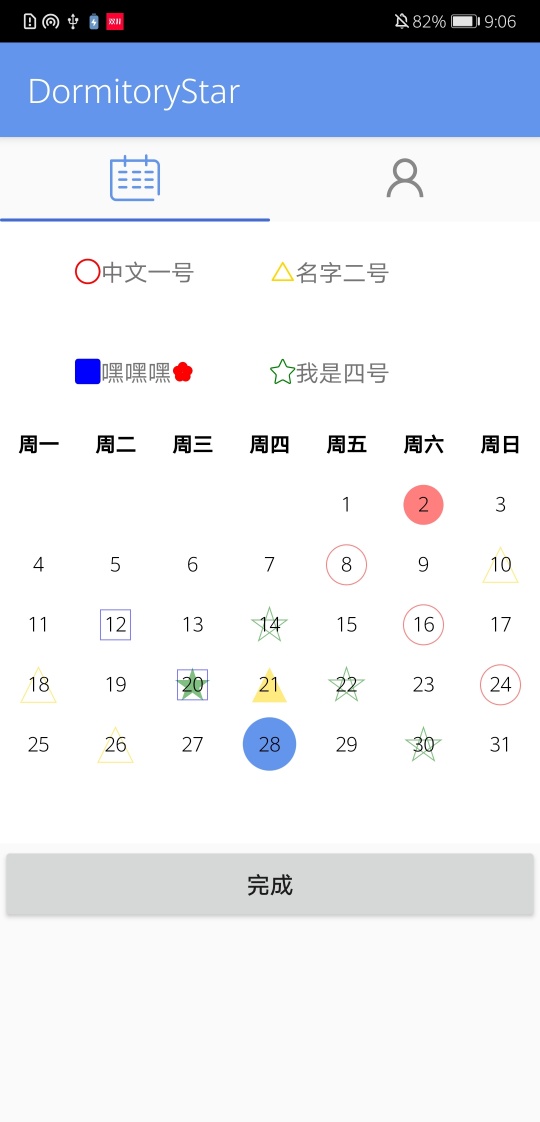 82% 9:06
DormitoryStar
中文一号 名字二号
嘿嘿嘿 我是四号
周一 周二 周三 周四 周五 周六 周日
1 2 3
4 5 6 7 8 9 10
11 12 13 14 15 16 17
18 19 20 21 22 23 24
25 26 27 28 29 30 31
完成